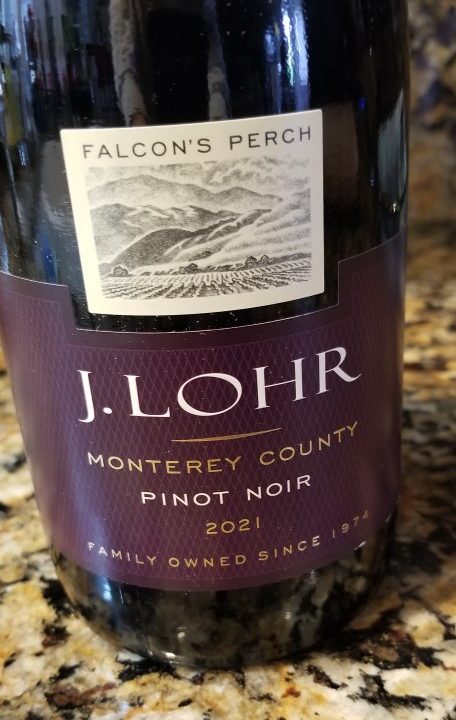 FALCON'S PERCH
J. LOHR
MONTEREY COUNTY
PINOT NOIR
2021
FAMILY OWNED SINCE 1974